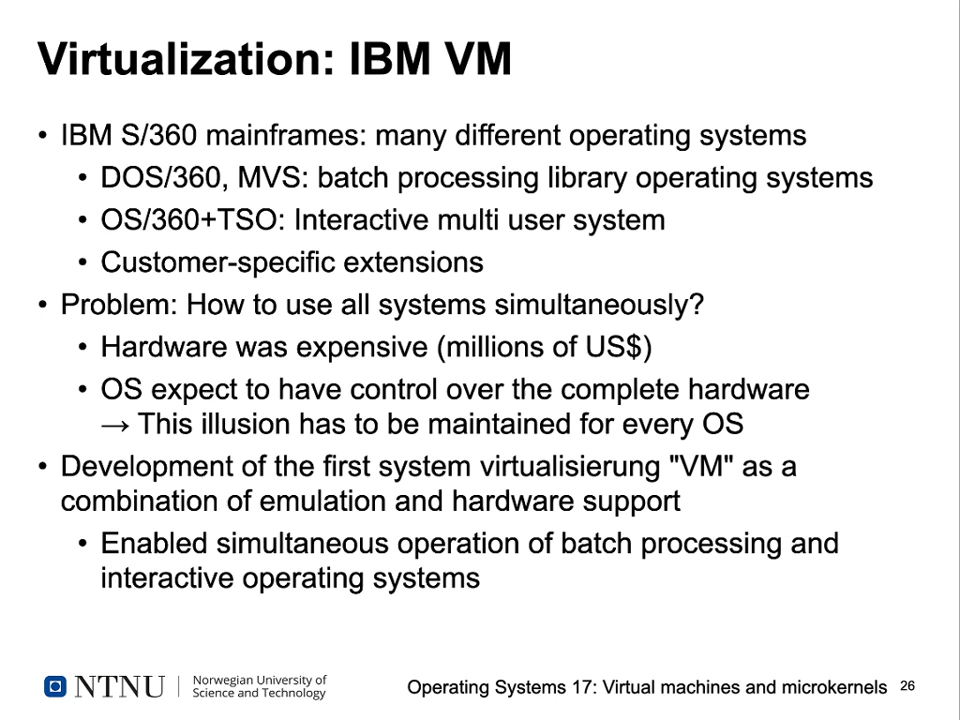 Virtualization: IBM VM
• IBM S/360 mainframes: many different operating systems
• DOS/360, MVS: batch processing library operating systems
• OS/360+TSO: Interactive multi user system
• Customer-specific extensions
• Problem: How to use all systems simultaneously?
• Hardware was expensive (millions of US$)
• OS expect to have control over the complete hardware
→ This illusion has to be maintained for every OS
• Development of the first system virtualisierung "VM" as a
combination of emulation and hardware support
• Enabled simultaneous operation of batch processing and
interactive operating systems
NTNU
Norwegian University of
Science and Technology
Operating Systems 17: Virtual machines and microkernels
26